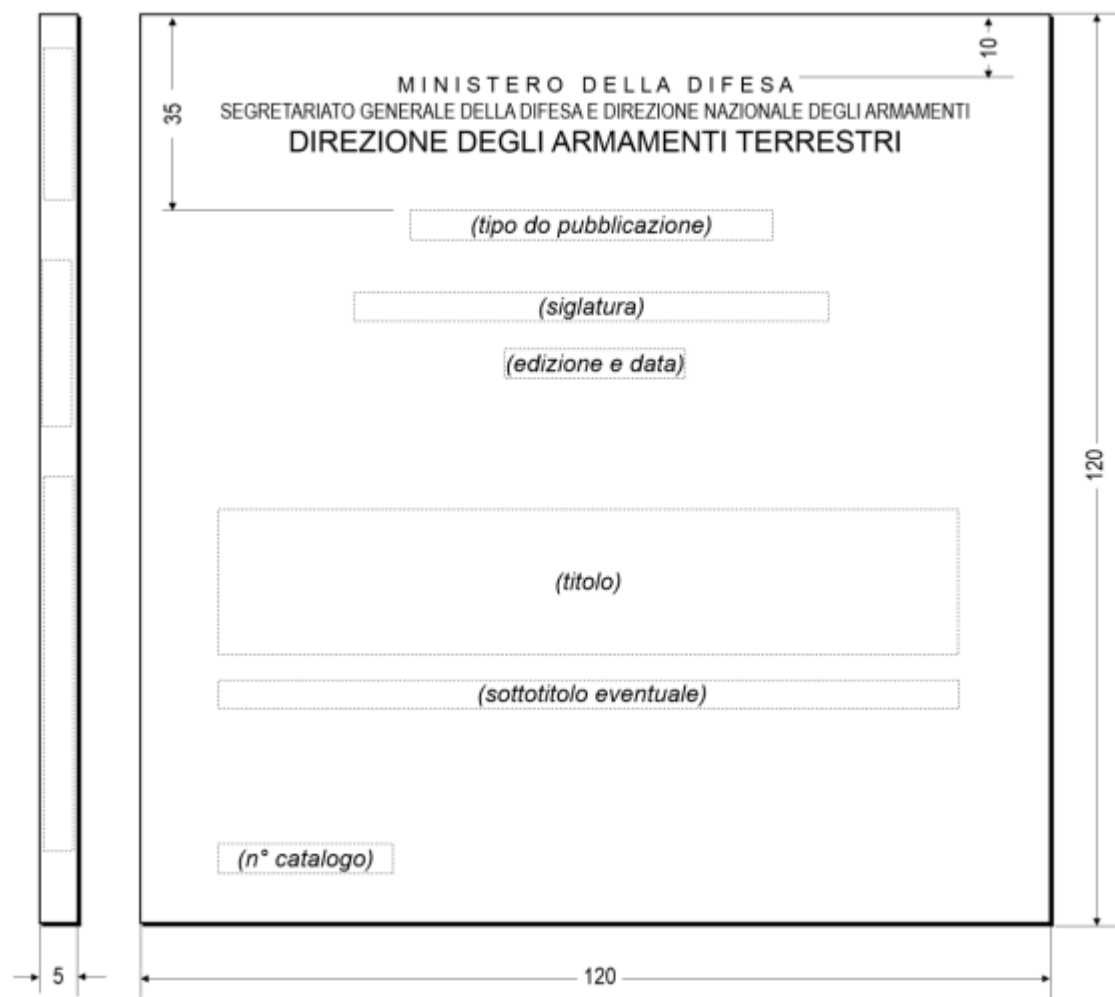 10
35
MINISTERO DELLA DIFESA
SEGRETARIATO GENERALE DELLA DIFESA E DIREZIONE NAZIONALE DEGLI ARMAMENTI
DIREZIONE DEGLI ARMAMENTI TERRESTRI
(tipo do pubblicazione)
(siglatura)
(edizione e data)
120
(titolo)
(sottotitolo eventuale)
(n° catalogo)
5
120